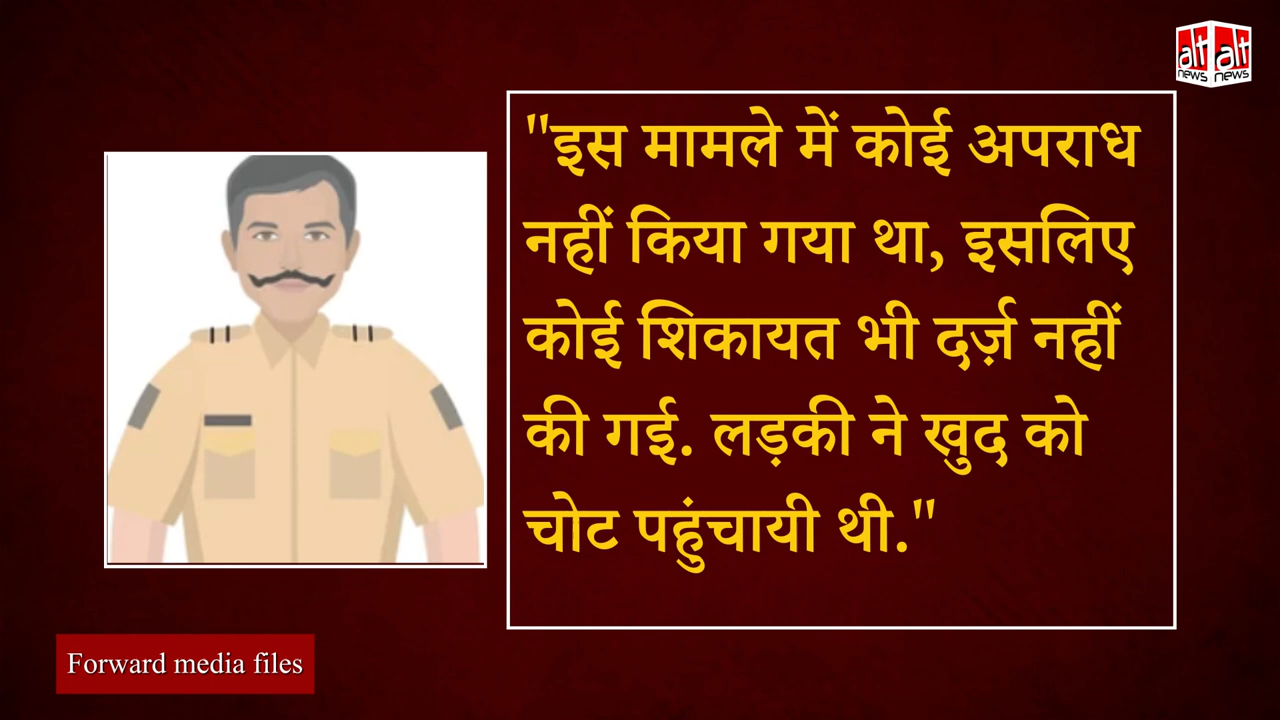 alt alt
news news
"इस मामले में कोई अपराध
नहीं किया गया था, इसलिए
कोई शिकायत भी दर्ज़ नहीं
की गई. लड़की ने खुद को
चोट पहुंचायी थी."
Forward media files